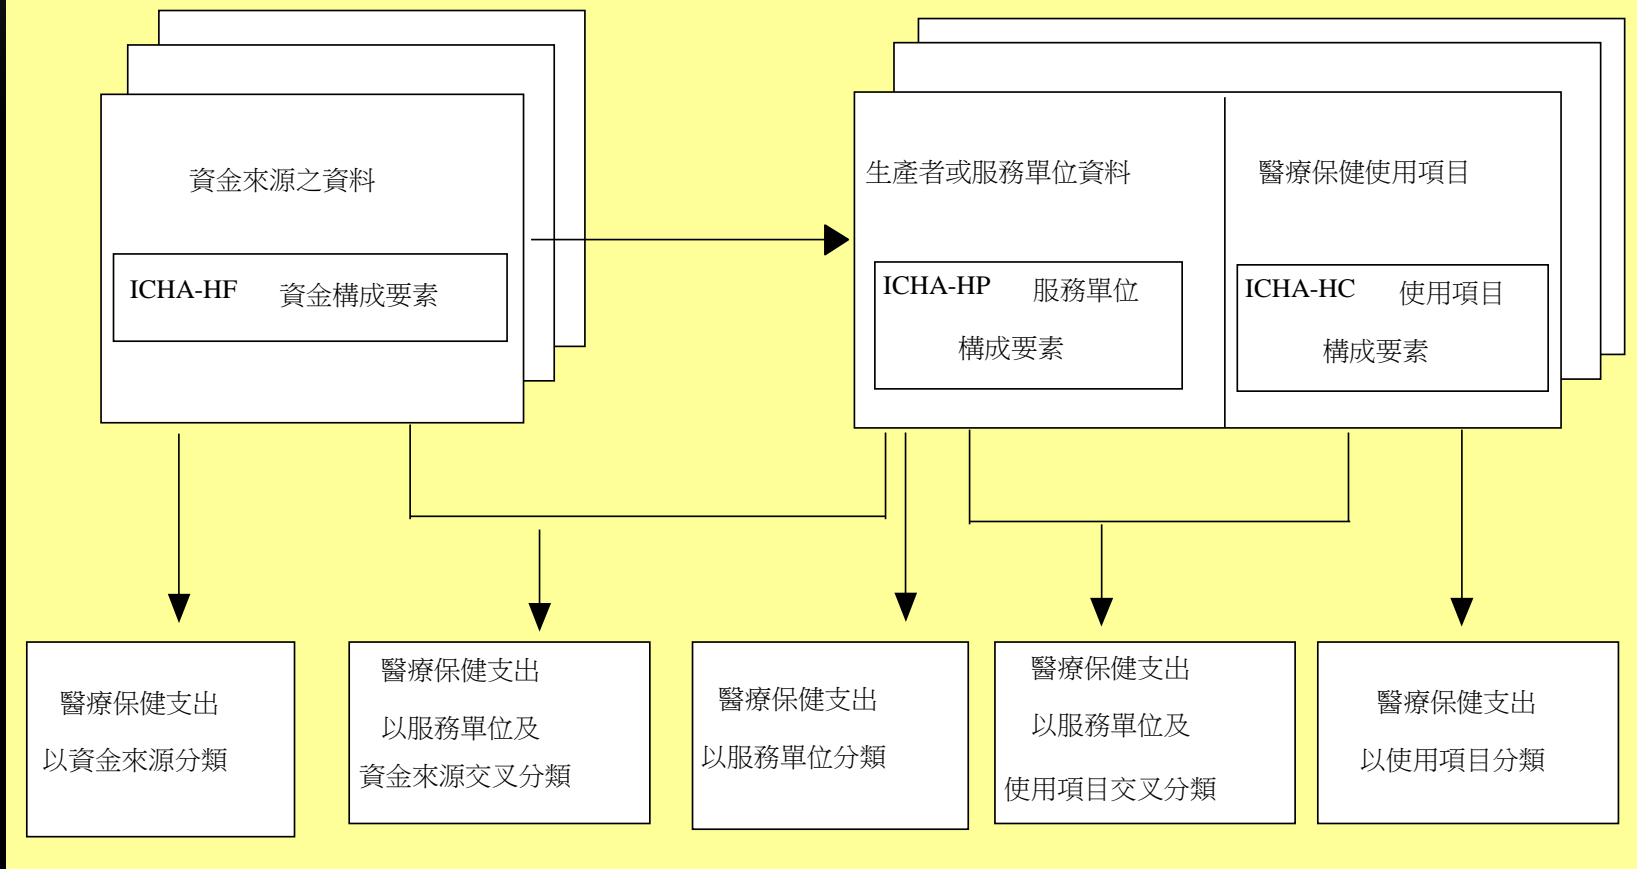 資金來源之資料
ICHA-HF 資金構成要素
生產者或服務單位資料
ICHA-HP 服務單位
構成要素
醫療保健使用項目
ICHA-HC 使用項目
構成要素
醫療保健支出
以資金來源分類
醫療保健支出
以服務單位及
資金來源交叉分類
醫療保健支出
以服務單位分類
醫療保健支出
以服務單位及
使用項目交叉分類
醫療保健支出
以使用項目分類